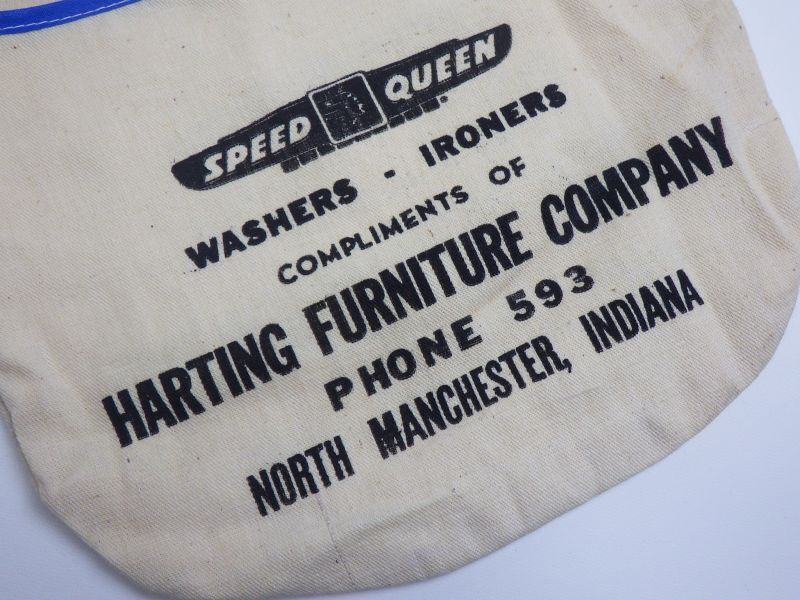 SPEED QUEEN
WASHERS - IRONERS
COMPLIMENTS OF
HARTING FURNITURE COMPANY
PHONE 593
NORTH MANCHESTER, INDIANA